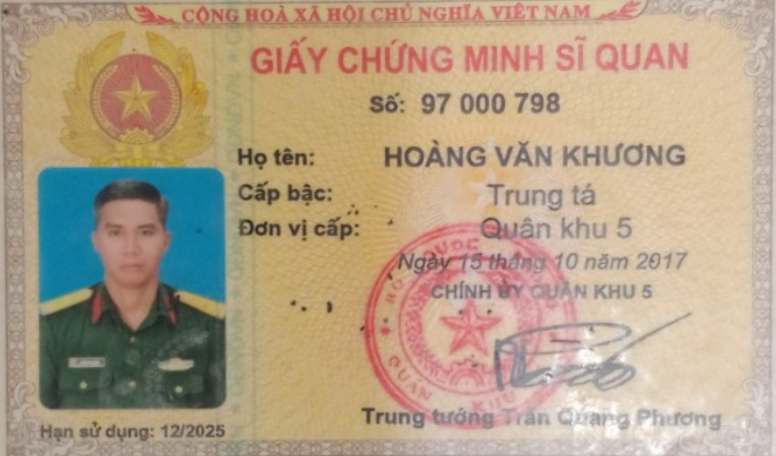 CỘNG HOÀ XÃ HỘI CHỦ NGHĨA VIỆT NAM
GIẤY CHỨNG MINH SĨ QUAN
Số: 97 000 798
Họ tên: HOÀNG VĂN KHƯƠNG
Cấp bậc: Trung tá
Đơn vị cấp: Quân khu 5
Ngày 15 tháng 10 năm 2017
CHÍNH ỦY QUÂN KHU 5
QUÂN KHU
Trung tướng Trần Quang Phương
Hạn sử dụng: 12/2025